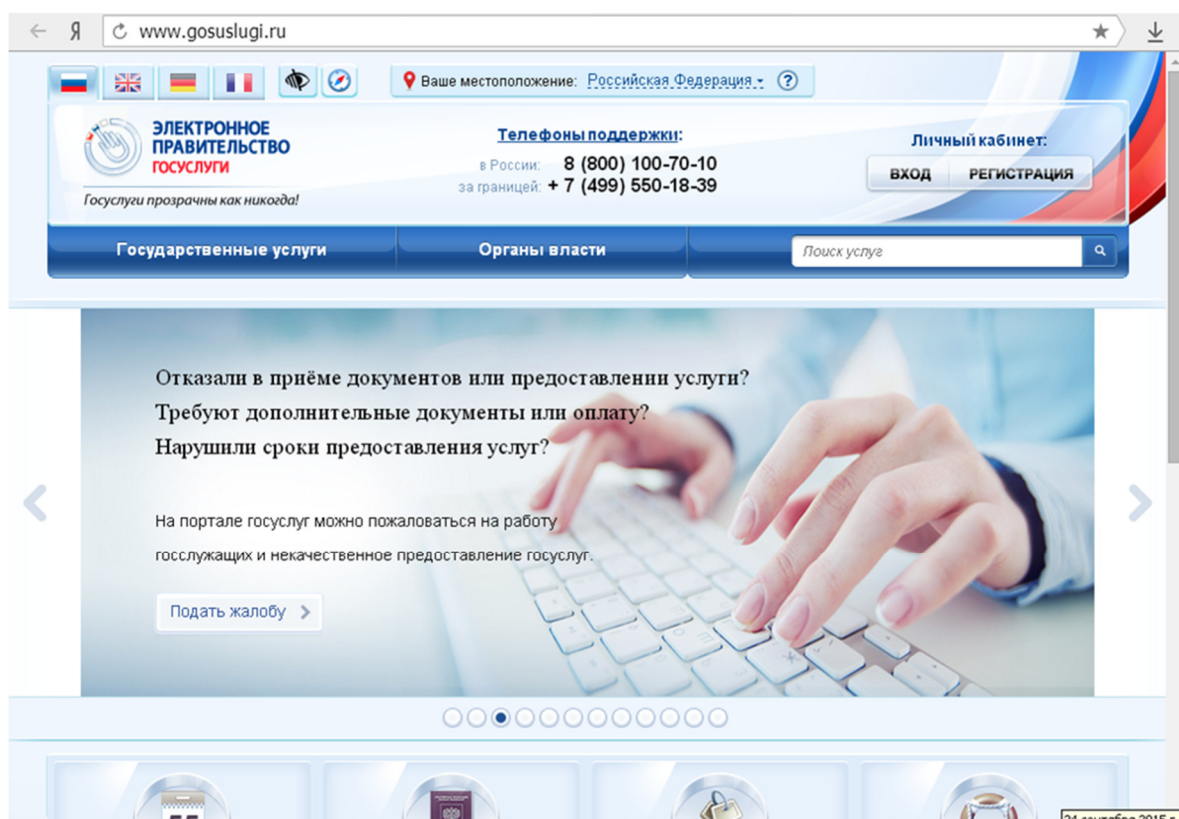 Я www.gosuslugi.ru
Ваше местоположение: Российская Федерация ?
ЭЛЕКТРОННОЕ
ПРАВИТЕЛЬСТВО
ГОСУСЛУГИ
Госуслуги прозрачны как никогда!
Телефоны поддержки:
в России: 8 (800) 100-70-10
за границей: + 7 (499) 550-18-39
Личный кабинет:
ВХОД РЕГИСТРАЦИЯ
Государственные услуги Органы власти Поиск услуг
Отказали в приёме документов или предоставлении услуги?
Требуют дополнительные документы или оплату?
Нарушили сроки предоставления услуг?
На портале госуслуг можно пожаловаться на работу
госслужащих и некачественное предоставление госуслуг.
Подать жалобу